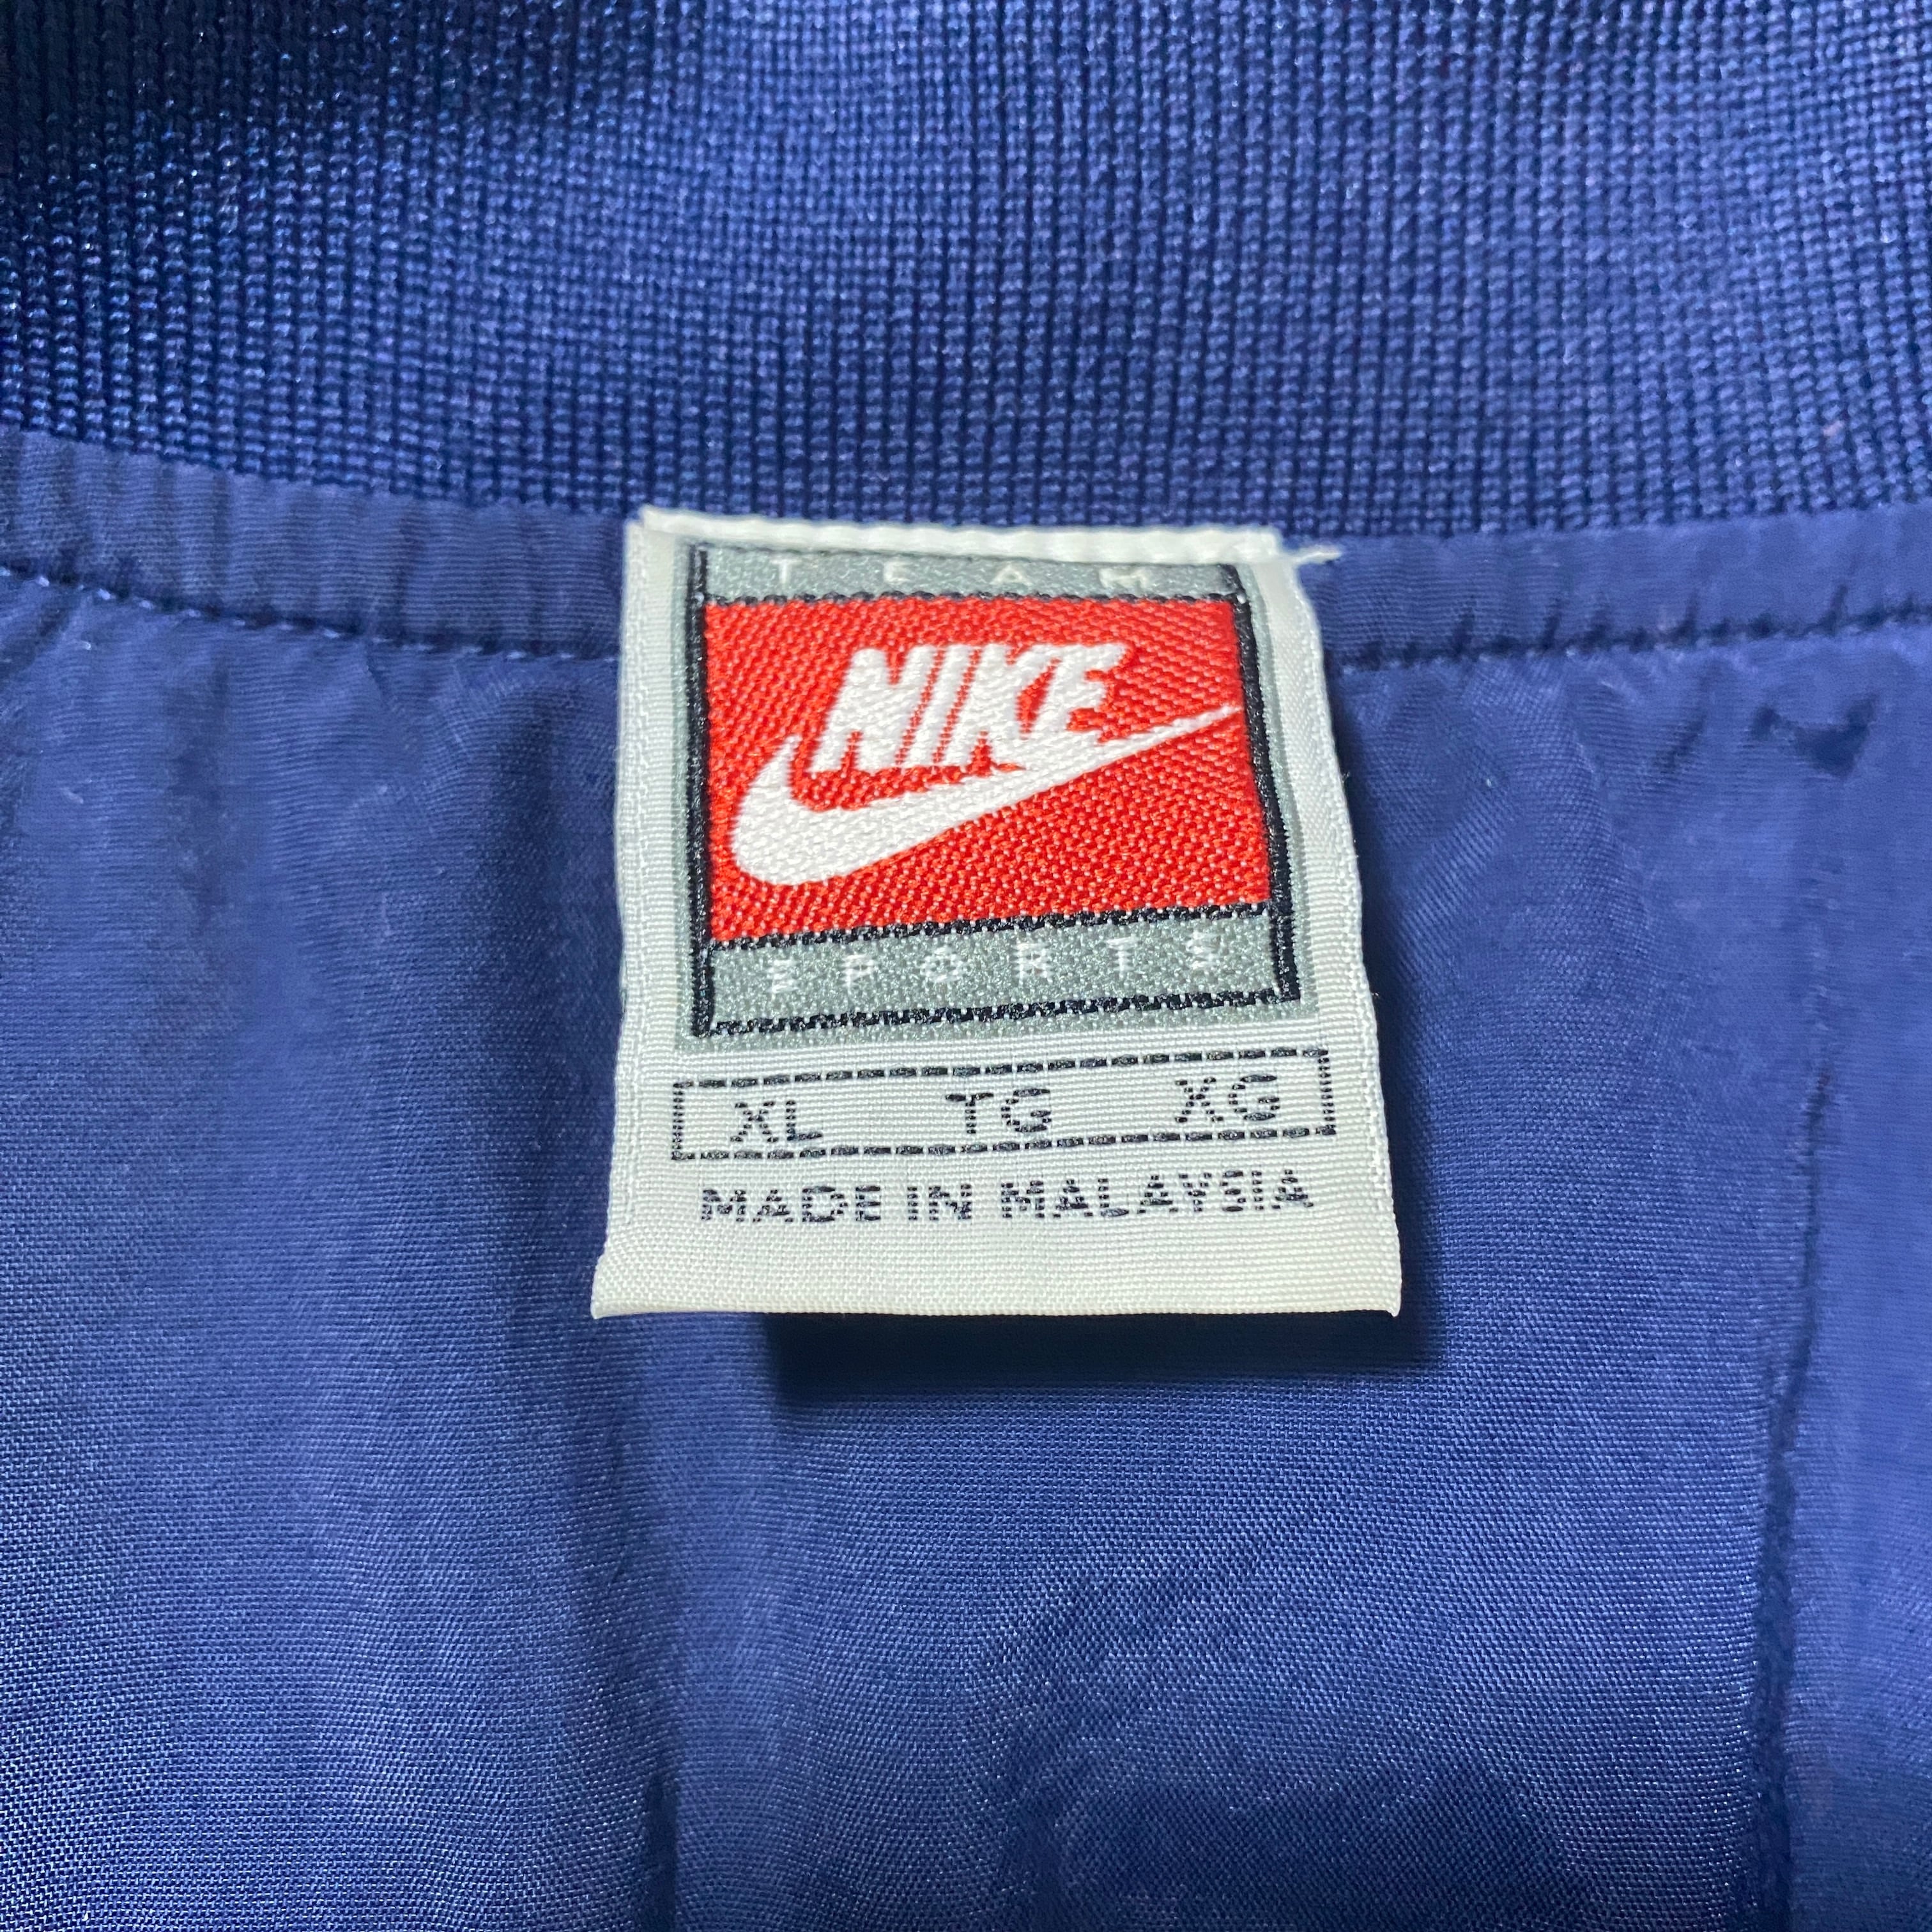 TEAM
NIKE
SPORTS
XL TG XG
MADE IN MALAYSIA